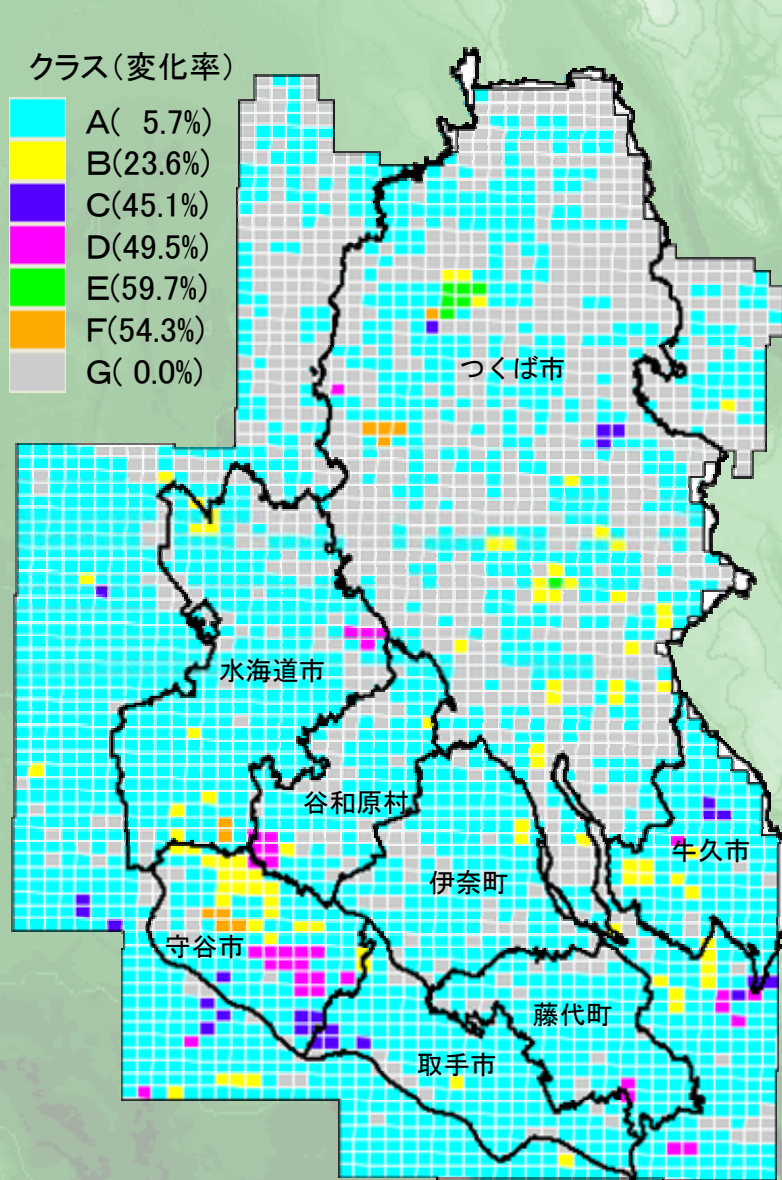 クラス(変化率)
A( 5.7%)
B(23.6%)
C(45.1%)
D(49.5%)
E(59.7%)
F(54.3%)
G( 0.0%)
つくば市
水海道市
谷和原村
牛久市
伊奈町
守谷市
藤代町
取手市